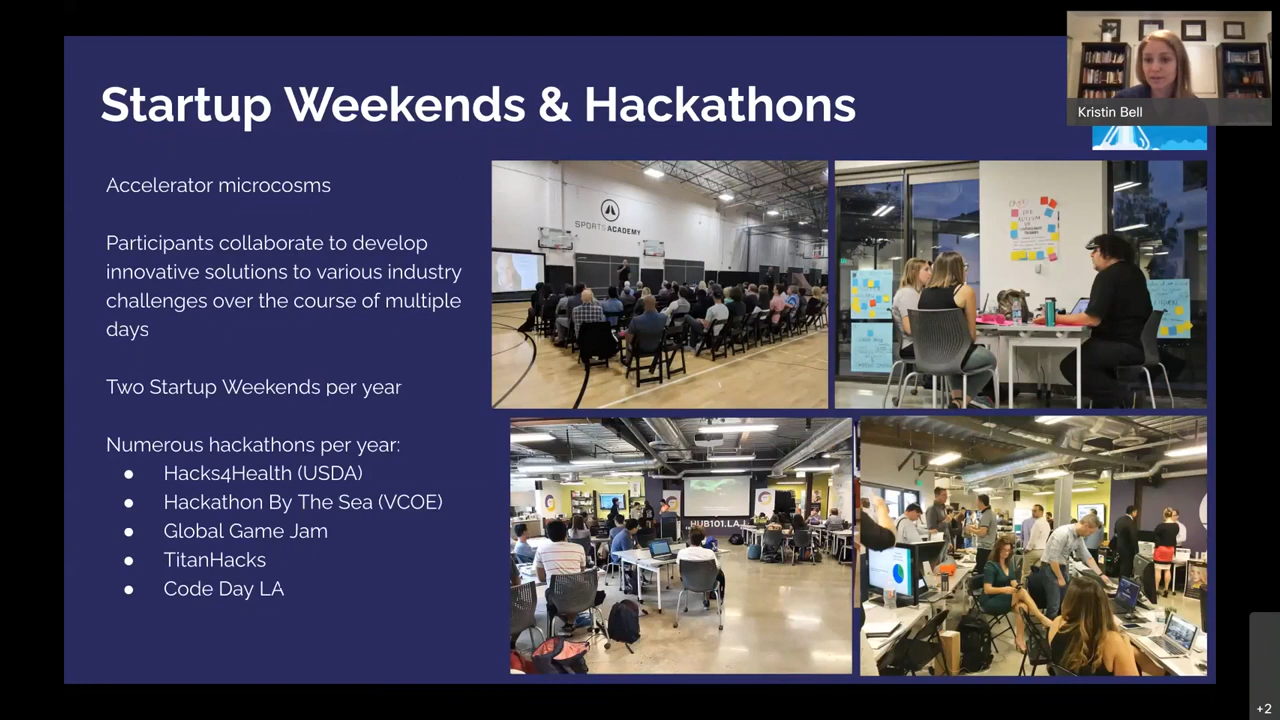 Startup Weekends & Hackathons
Kristin Bell
Accelerator microcosms
Participants collaborate to develop
innovative solutions to various industry
challenges over the course of multiple
days
Two Startup Weekends per year
Numerous hackathons per year:
● Hacks4Health (USDA)
● Hackathon By The Sea (VCOE)
● Global Game Jam
● TitanHacks
● Code Day LA
SPORTS ACADEMY
HUB101.LA
+2